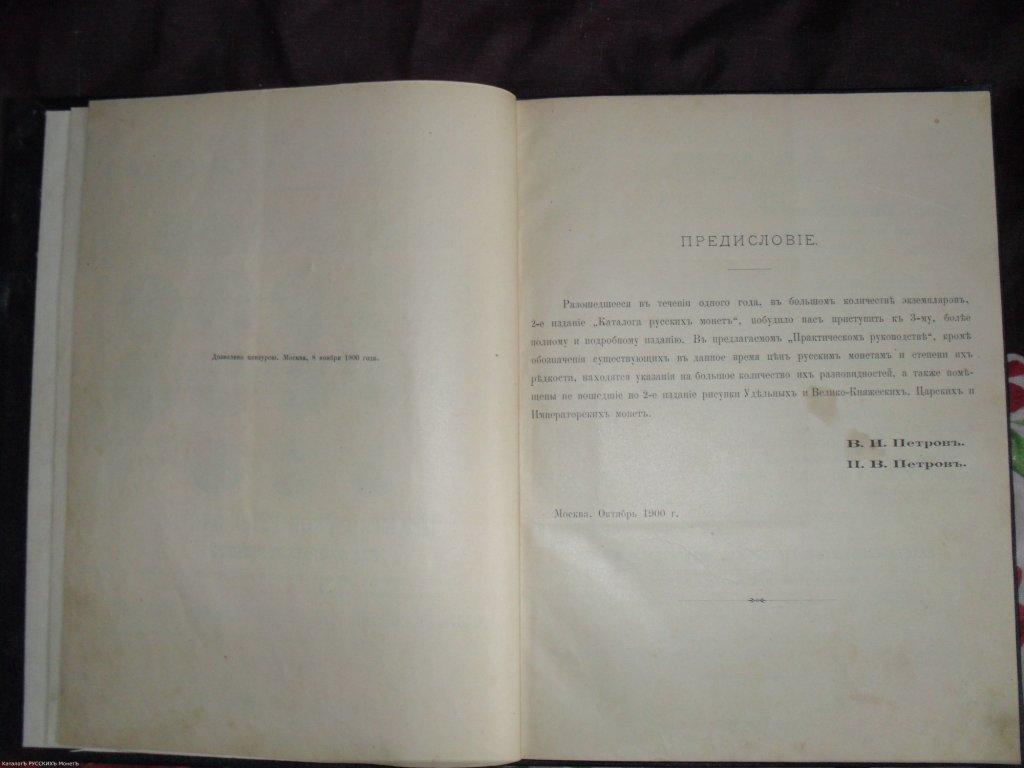 Дозволено цензурою. Москва, 8 ноября 1900 года.
ПРЕДИСЛОВІЕ.
Разошедшееся въ теченіи одного года, въ большомъ количествѣ экземпляровъ,
2-е изданіе „Каталога русскихъ монетъ“, побудило насъ приступить къ 3-му, болѣе
полному и подробному изданію. Въ предлагаемомъ „Практическомъ руководствѣ“, кромѣ
обозначенія существующихъ въ данное время цѣнъ русскимъ монетамъ и степени ихъ
рѣдкости, находятся указанія на большое количество ихъ разновидностей, а также помѣ-
щены не вошедшіе во 2-е изданіе рисунки Удѣльныхъ и Велико-Княжескихъ, Царскихъ и
Императорскихъ монетъ.
В. И. Петровъ.
П. В. Петровъ.
Москва. Октябрь 1900 г.
КаталогЪ РУССКИХЪ МонетЪ